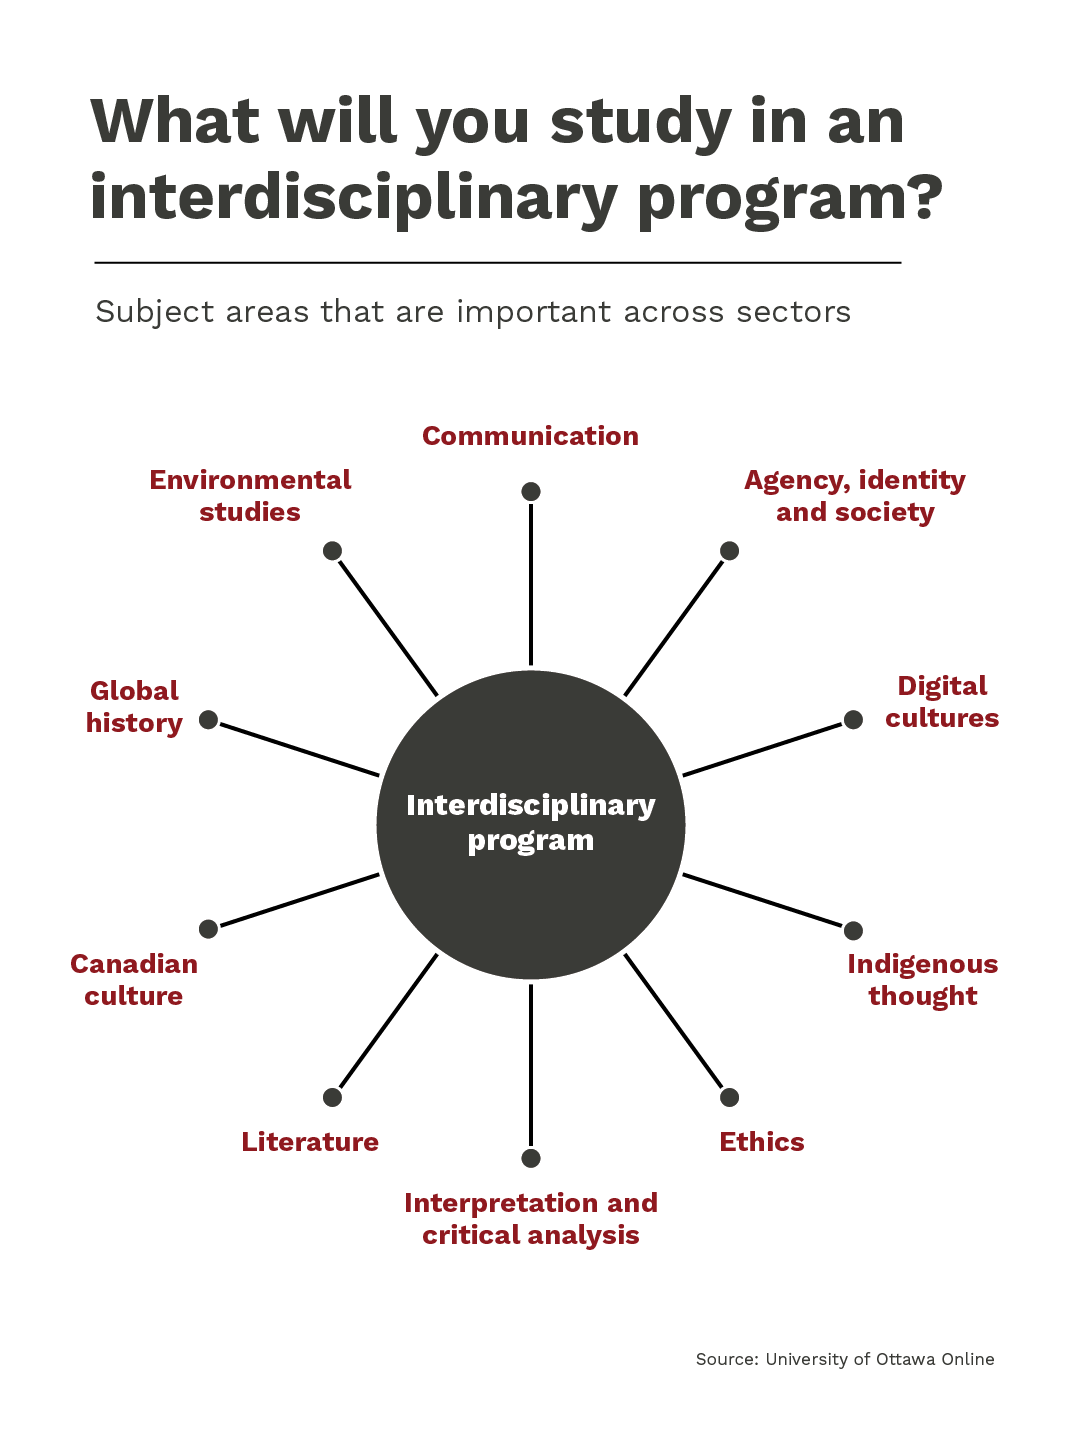 What will you study in an
interdisciplinary program?
Subject areas that are important across sectors
Communication
Environmental
studies
Agency, identity
and society
Global
history
Digital
cultures
Interdisciplinary
program
Canadian
culture
Indigenous
thought
Literature
Ethics
Interpretation and
critical analysis
Source: University of Ottawa Online